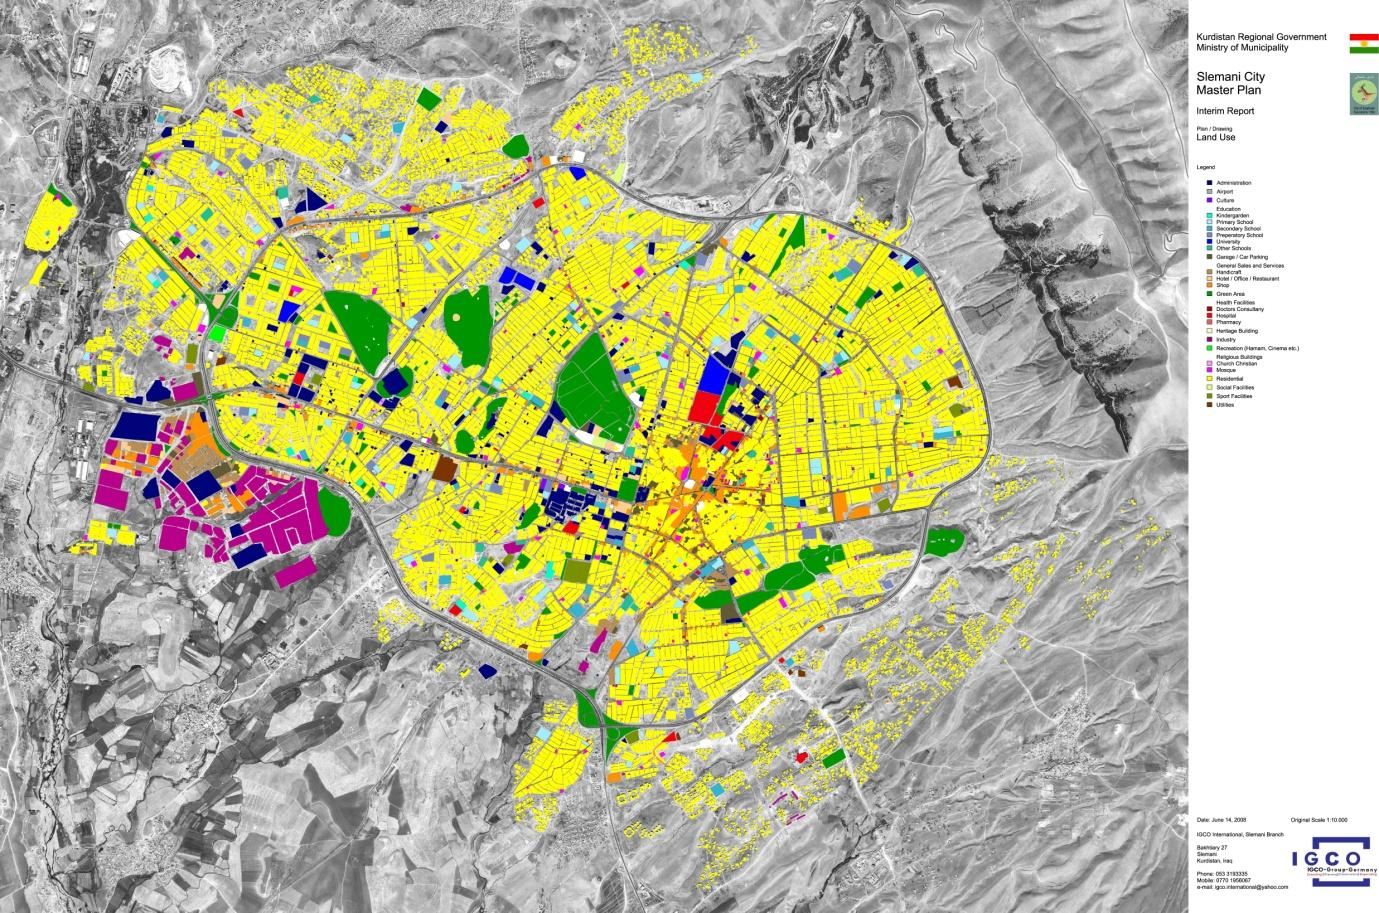 Kurdistan Regional Government
Ministry of Municipality
Slemani City
Master Plan
Interim Report
Plan / Drawing
Land Use
Legend
Administration
Airport
Culture
Education
Kindergarden
Primary School
Secondary School
Preperatory School
University
Other Schools
Garage / Car Parking
General Sales and Services
Handicraft
Hotel / Office / Restaurant
Shop
Green Area
Health Facilities
Doctors Consultany
Hospital
Pharmacy
Heritage Building
Industry
Recreation (Hamam, Cinema etc.)
Religious Buildings
Church Christian
Mosque
Residential
Social Facilities
Sport Facilities
Utilities
Date: June 14, 2008 Original Scale 1:10.000
IGCO International, Slemani Branch
Bakhtiary 27
Slemani
Kurdistan, Iraq
Phone: 053 3193335
Mobile: 0770 1956067
e-mail: igco.international@yahoo.com
IGCO
IGCO-Group-Germany